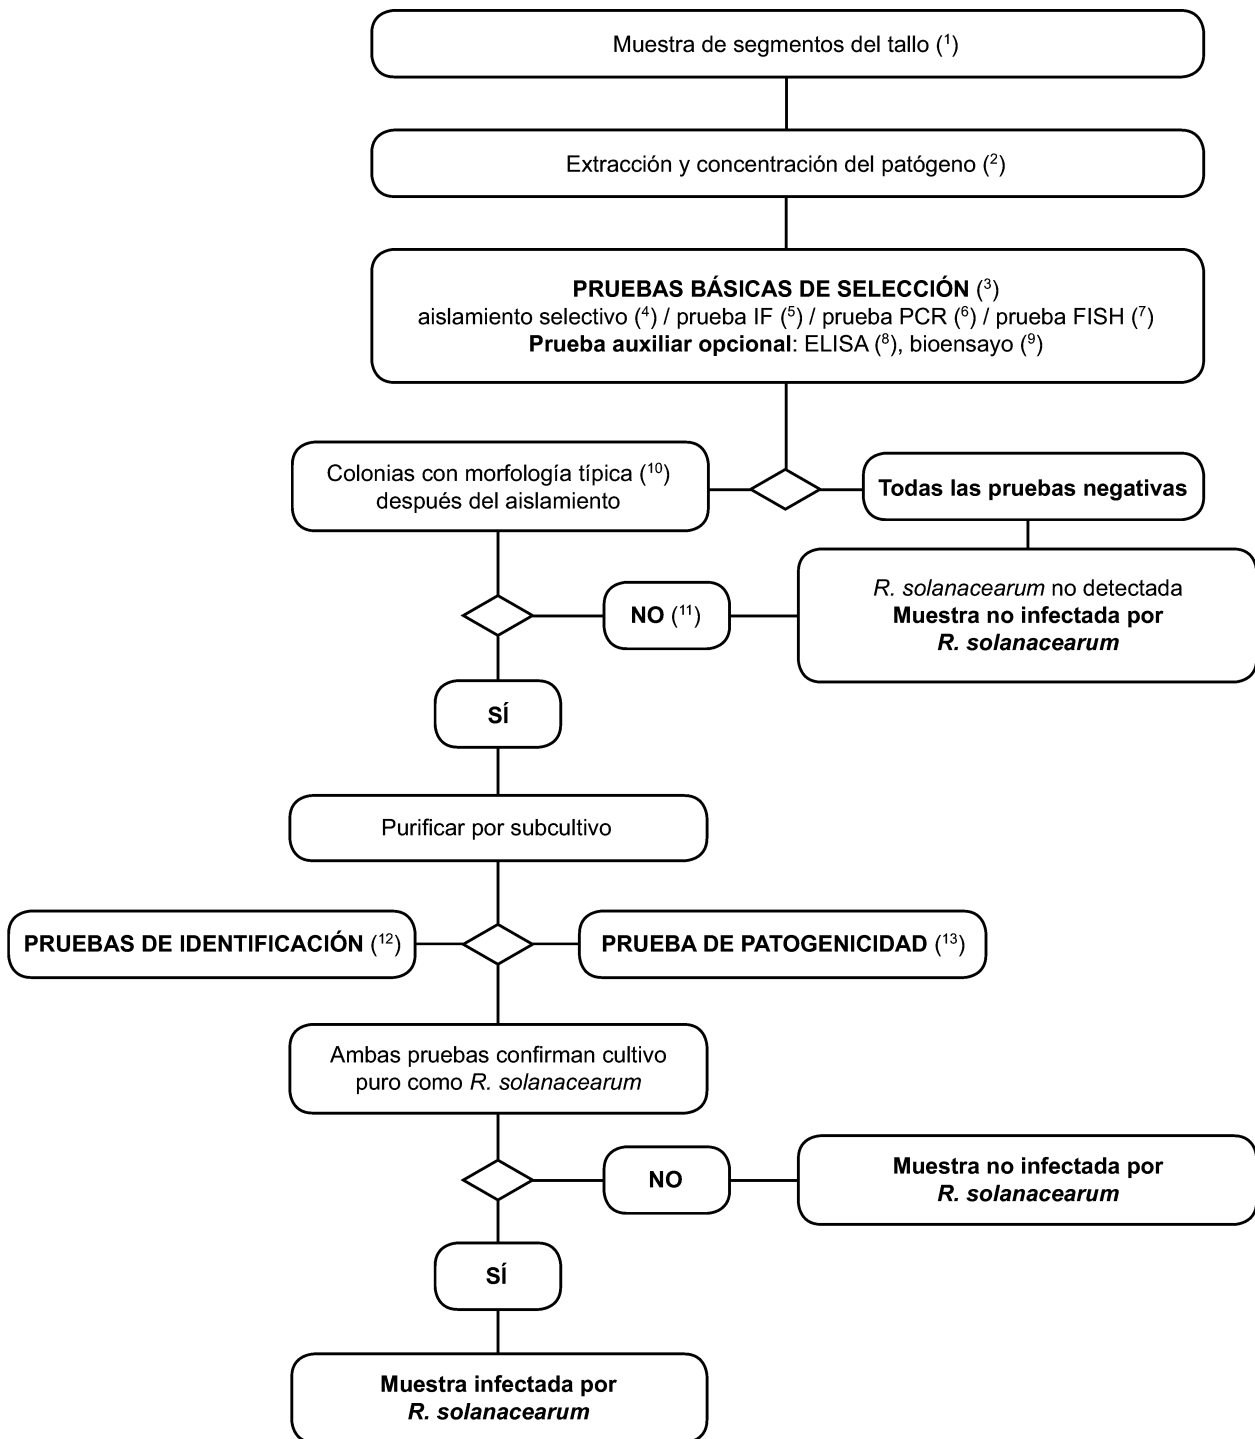 Muestra de segmentos del tallo (¹)
Extracción y concentración del patógeno (²)
PRUEBAS BÁSICAS DE SELECCIÓN (³)
aislamiento selectivo (⁴) / prueba IF (⁵) / prueba PCR (⁶) / prueba FISH (⁷)
Prueba auxiliar opcional: ELISA (⁸), bioensayo (⁹)
Colonias con morfología típica (¹⁰)
después del aislamiento
Todas las pruebas negativas
R. solanacearum no detectada
Muestra no infectada por
R. solanacearum
NO (¹¹)
SÍ
Purificar por subcultivo
PRUEBAS DE IDENTIFICACIÓN (¹²)
PRUEBA DE PATOGENICIDAD (¹³)
Ambas pruebas confirman cultivo
puro como R. solanacearum
NO
Muestra no infectada por
R. solanacearum
SÍ
Muestra infectada por
R. solanacearum